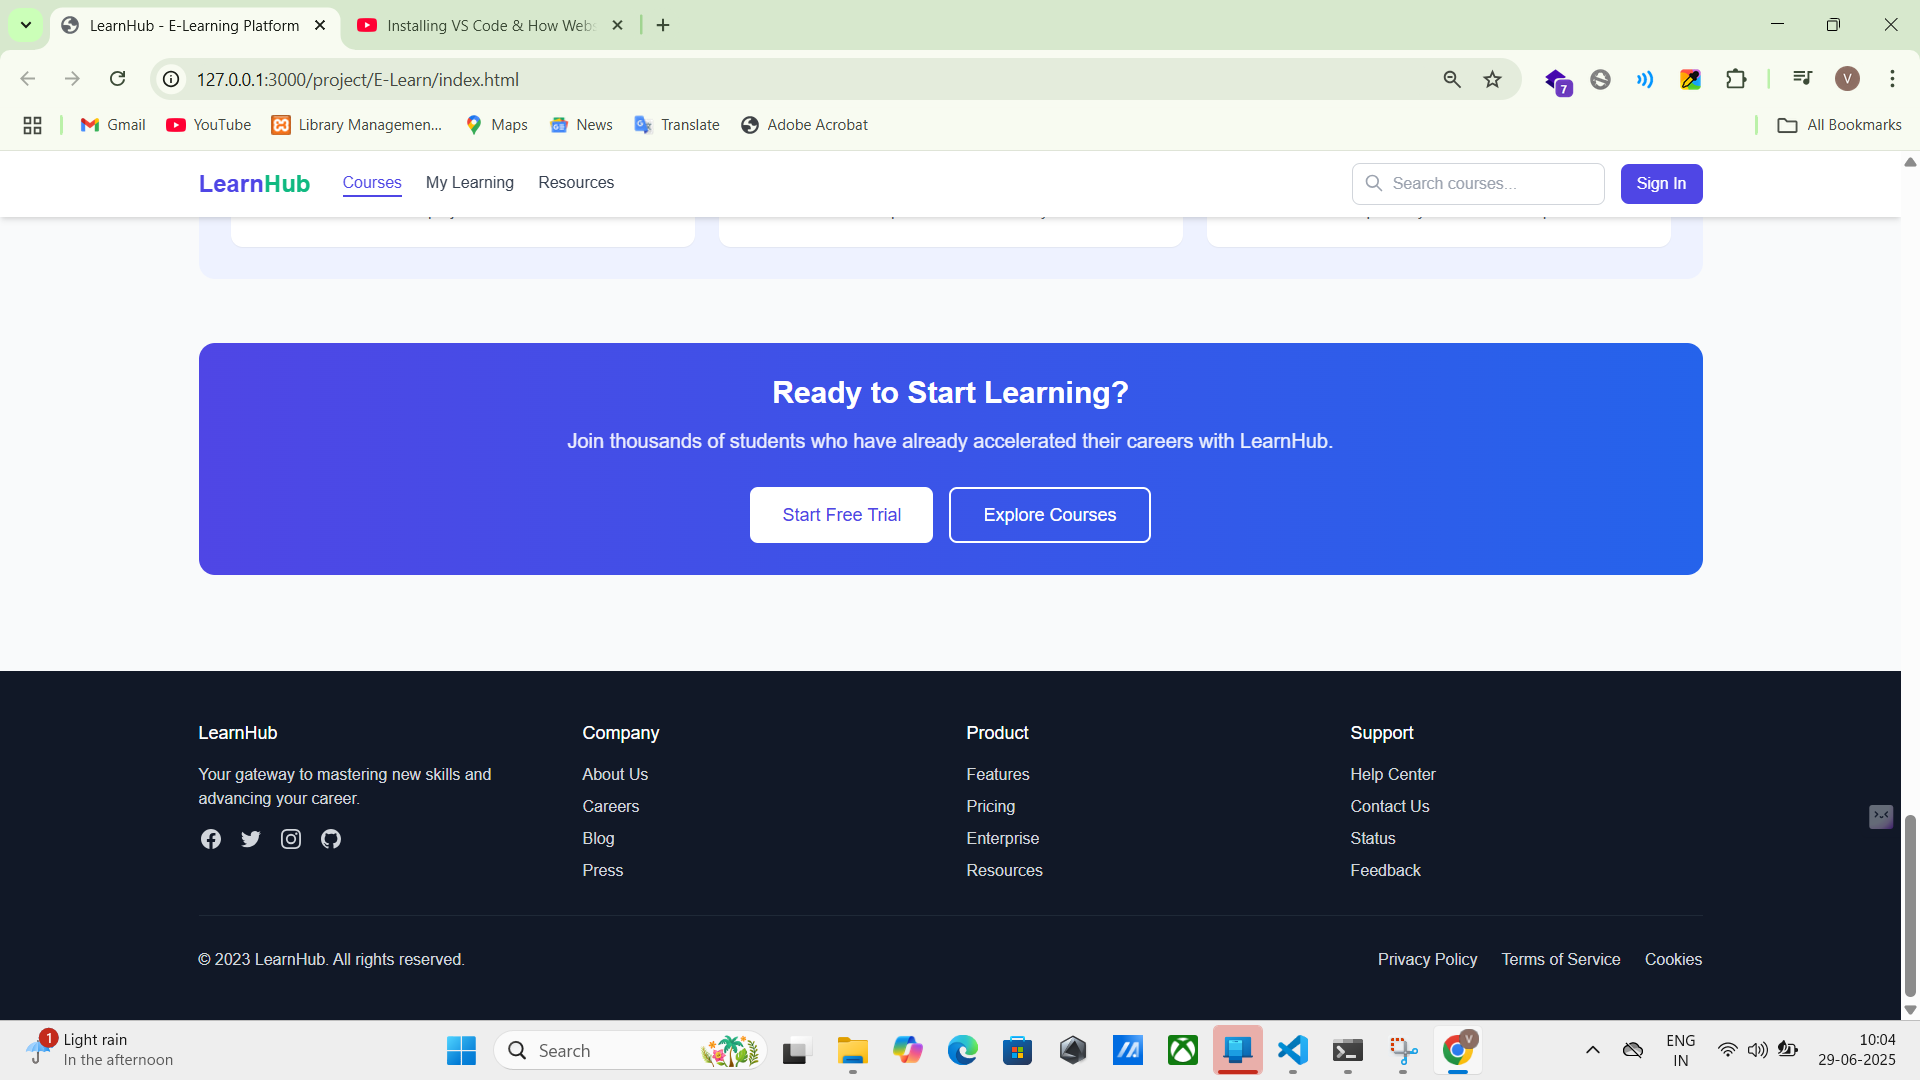 LearnHub - E-Learning Platform
Installing VS Code & How Webs
127.0.0.1:3000/project/E-Learn/index.html
7
V
Gmail
YouTube
Library Managemen...
Maps
News
Translate
Adobe Acrobat
All Bookmarks
LearnHub
Courses
My Learning
Resources
Search courses...
Sign In
Ready to Start Learning?
Join thousands of students who have already accelerated their careers with LearnHub.
Start Free Trial
Explore Courses
LearnHub
Your gateway to mastering new skills and
advancing your career.
Company
About Us
Careers
Blog
Press
Product
Features
Pricing
Enterprise
Resources
Support
Help Center
Contact Us
Status
Feedback
© 2023 LearnHub. All rights reserved.
Privacy Policy
Terms of Service
Cookies
1
Light rain
In the afternoon
Search
V
ENG
IN
10:04
29-06-2025